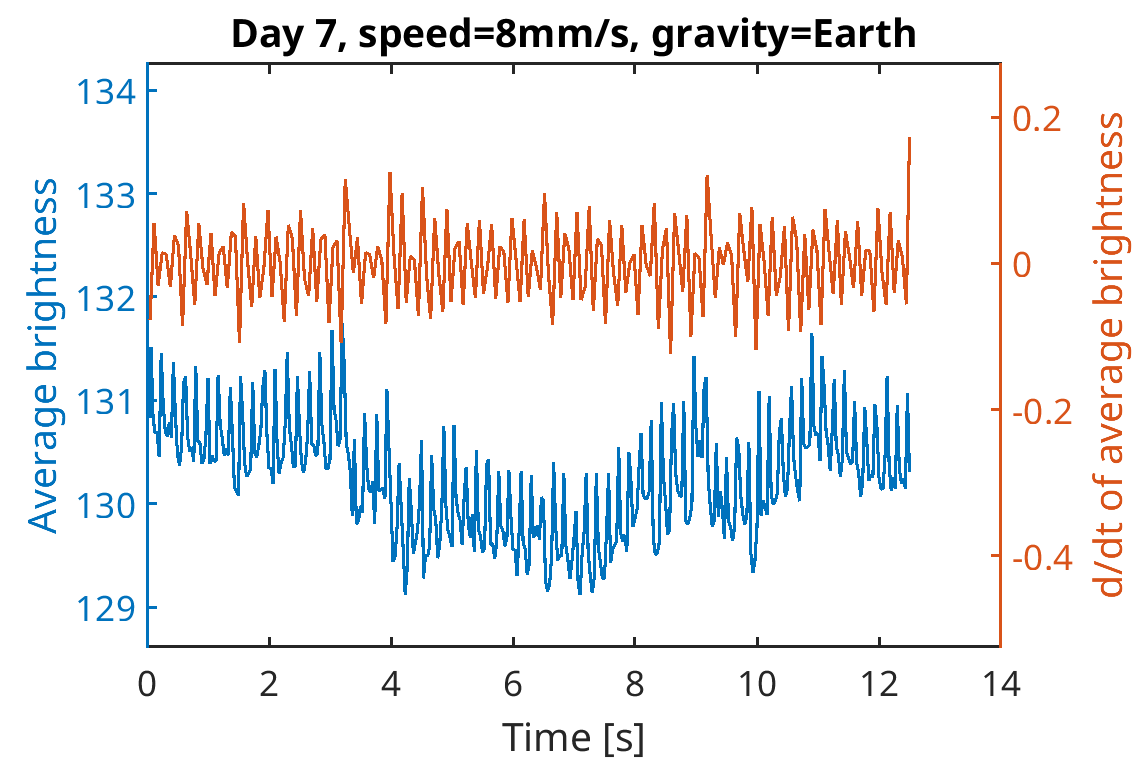 Day 7, speed=8mm/s, gravity=Earth
134
133
132
131
130
129
Average brightness
0.2
0
-0.2
-0.4
d/dt of average brightness
0 2 4 6 8 10 12 14
Time [s]